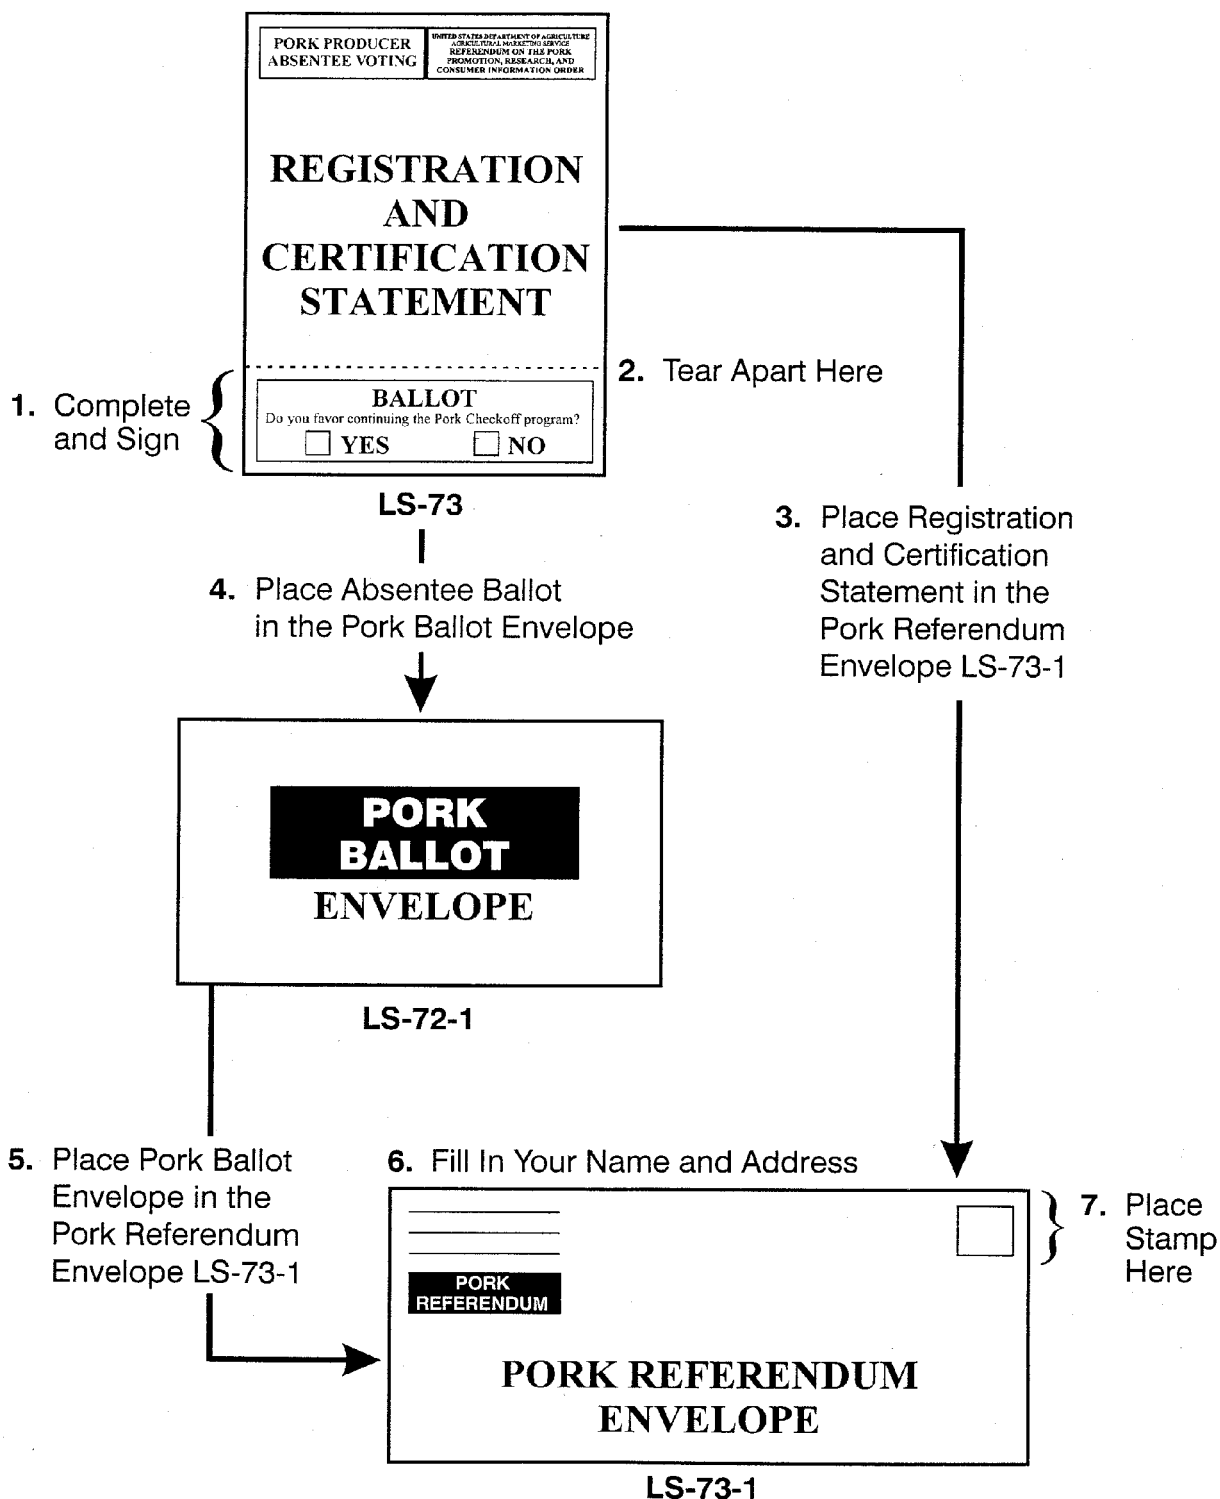 PORK PRODUCER
ABSENTEE VOTING
UNITED STATES DEPARTMENT OF AGRICULTURE
AGRICULTURAL MARKETING SERVICE
REFERENDUM ON THE PORK
PROMOTION, RESEARCH, AND
CONSUMER INFORMATION ORDER
REGISTRATION
AND
CERTIFICATION
STATEMENT
2. Tear Apart Here
1. Complete
and Sign
BALLOT
Do you favor continuing the Pork Checkoff program?
YES NO
LS-73
3. Place Registration
and Certification
Statement in the
Pork Referendum
Envelope LS-73-1
4. Place Absentee Ballot
in the Pork Ballot Envelope
PORK
BALLOT
ENVELOPE
LS-72-1
5. Place Pork Ballot
Envelope in the
Pork Referendum
Envelope LS-73-1
6. Fill In Your Name and Address
7. Place
Stamp
Here
PORK
REFERENDUM
PORK REFERENDUM
ENVELOPE
LS-73-1